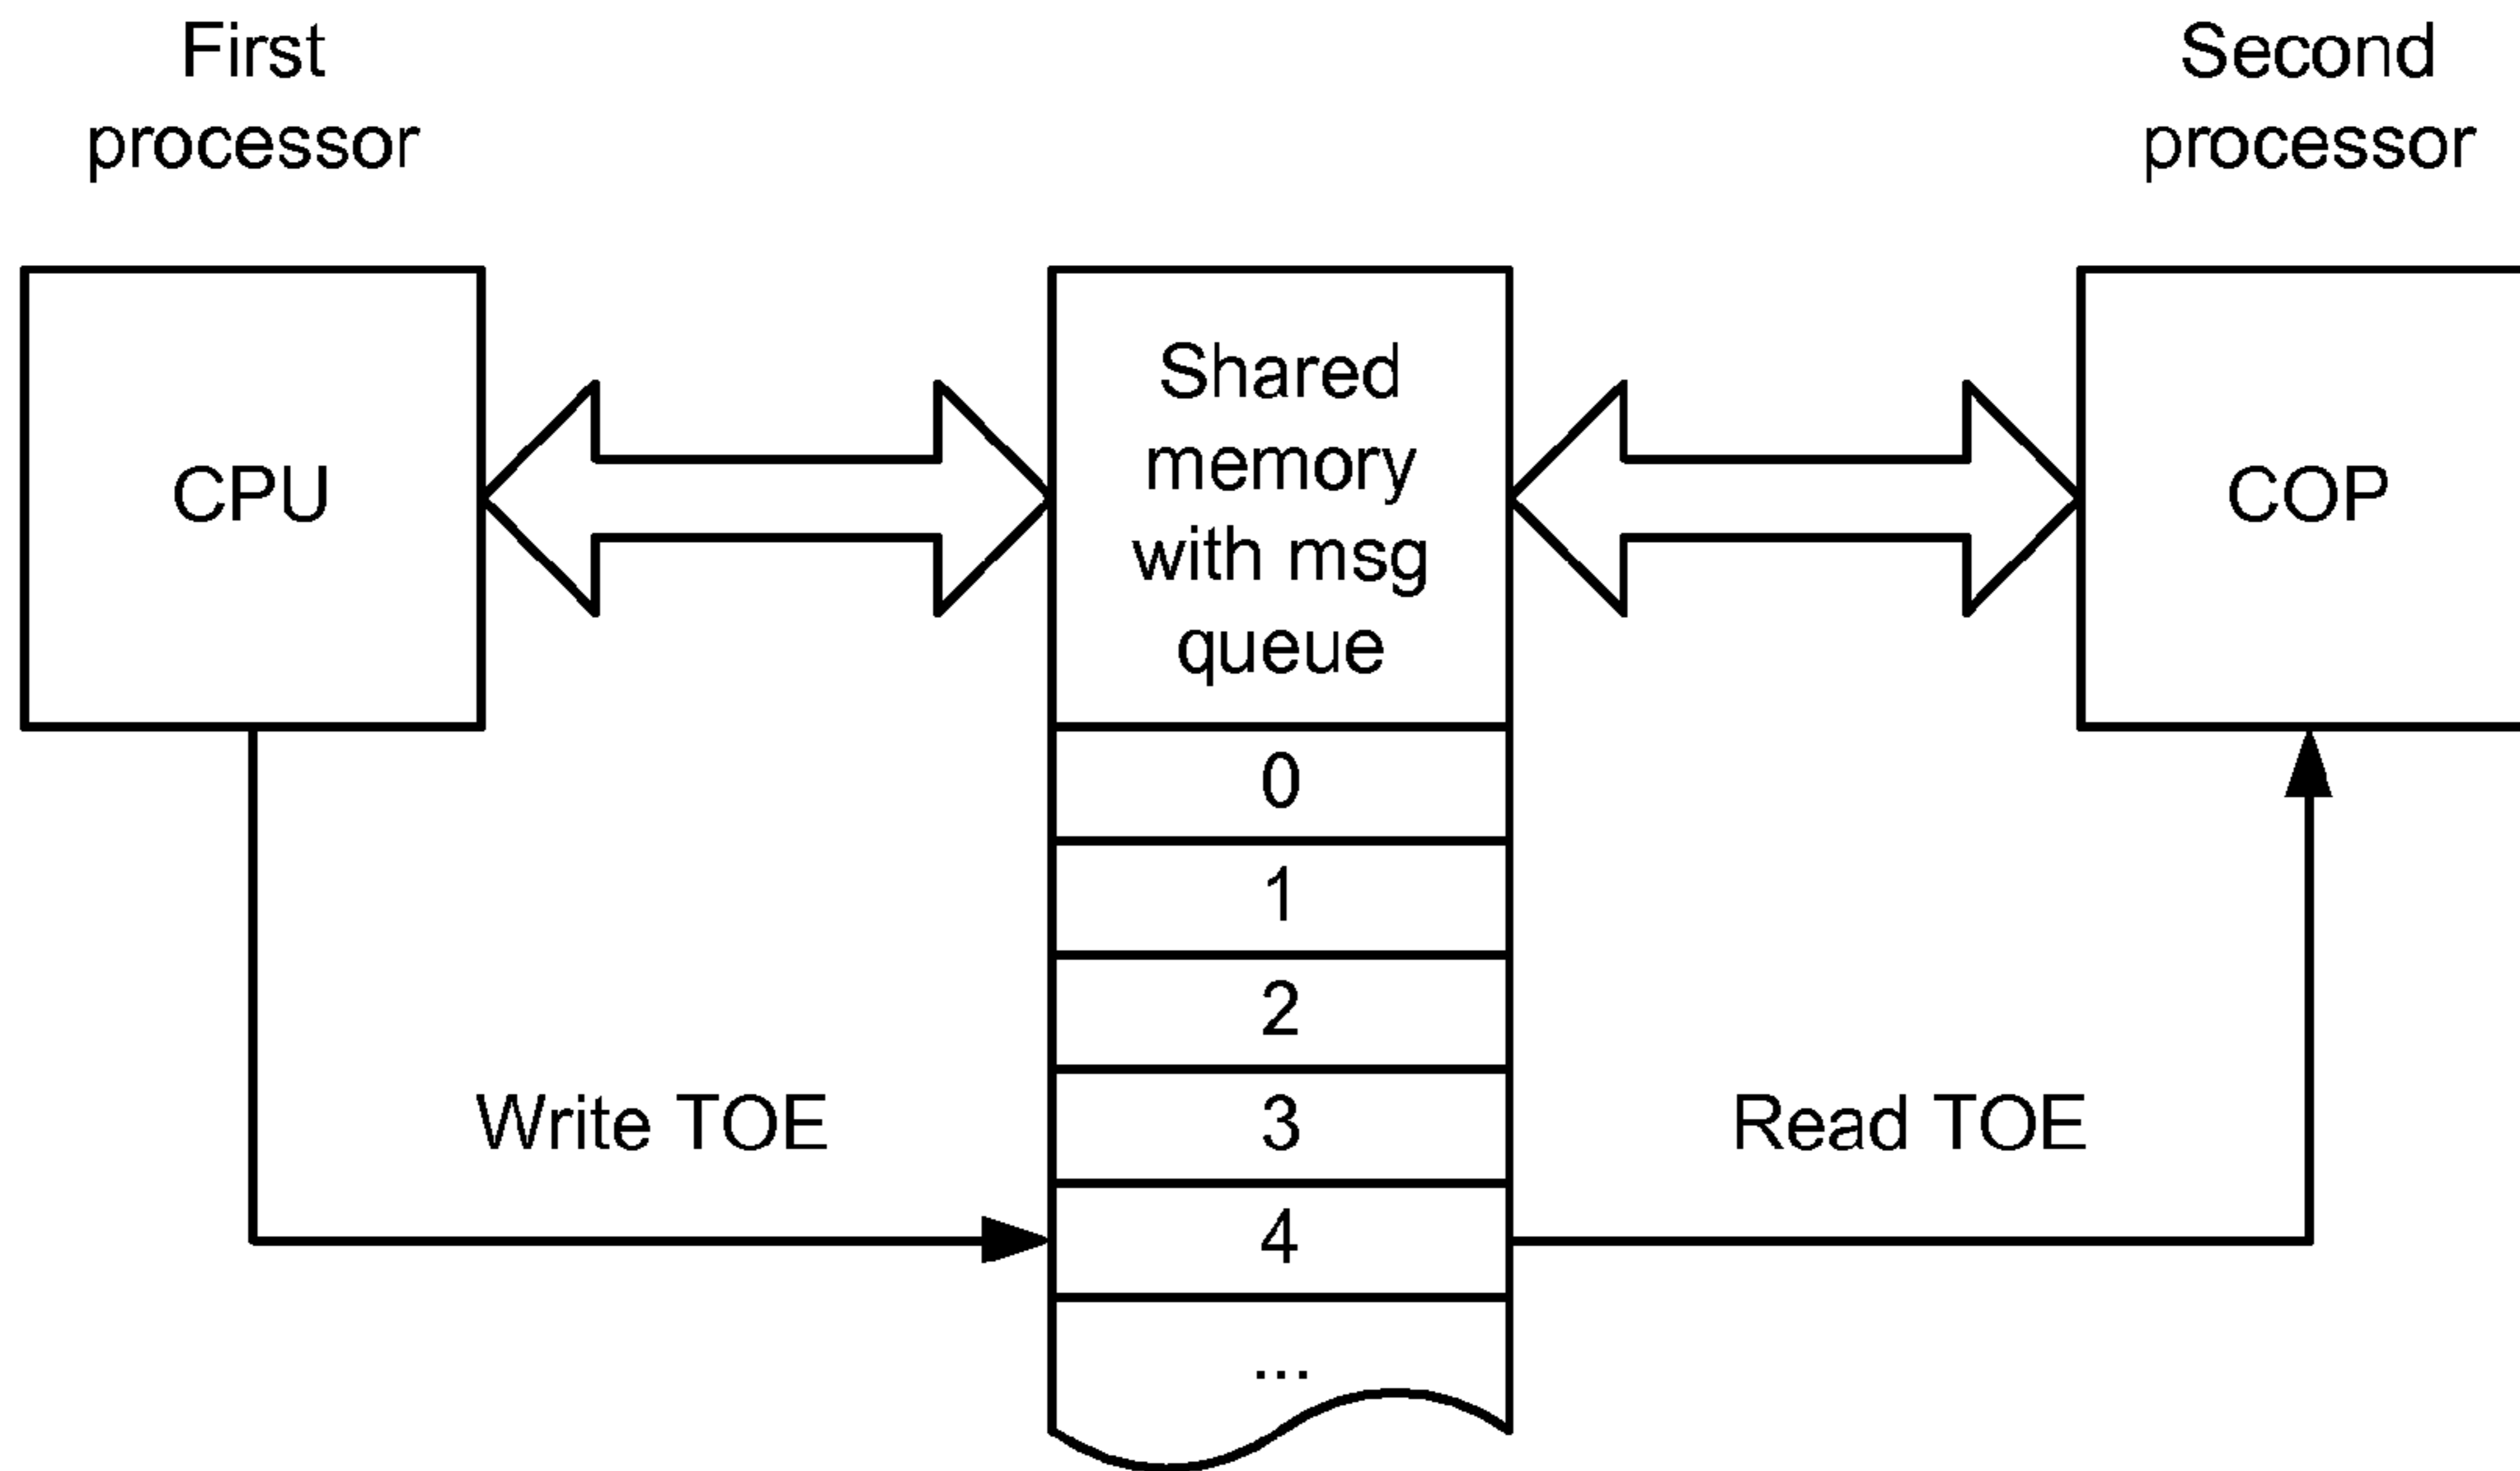 First
processor
Second
processor
CPU
Shared
memory
with msg
queue
COP
0
1
2
3
Write TOE
Read TOE
4
...